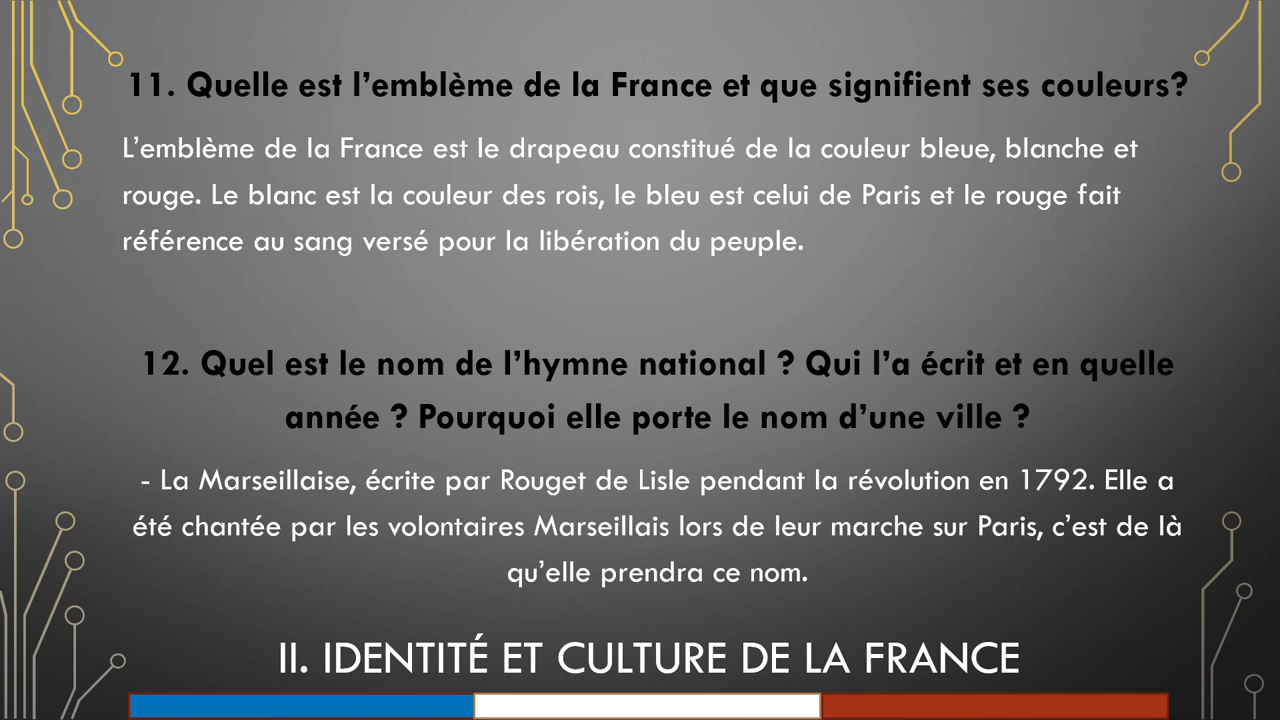 11. Quelle est l’emblème de la France et que signifient ses couleurs?
L’emblème de la France est le drapeau constitué de la couleur bleue, blanche et
rouge. Le blanc est la couleur des rois, le bleu est celui de Paris et le rouge fait
référence au sang versé pour la libération du peuple.
12. Quel est le nom de l’hymne national ? Qui l’a écrit et en quelle
année ? Pourquoi elle porte le nom d’une ville ?
- La Marseillaise, écrite par Rouget de Lisle pendant la révolution en 1792. Elle a
été chantée par les volontaires Marseillais lors de leur marche sur Paris, c’est de là
qu’elle prendra ce nom.
II. IDENTITÉ ET CULTURE DE LA FRANCE